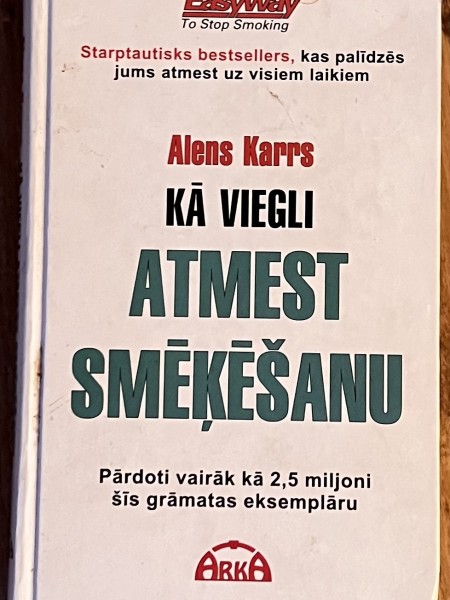 Easyway
To Stop Smoking
Starptautisks bestsellers, kas palīdzēs
jums atmest uz visiem laikiem
Alens Karrs
KĀ VIEGLI
ATMEST
SMĒĶĒŠANU
Pārdoti vairāk kā 2,5 miljoni
šīs grāmatas eksemplāru
ARKA